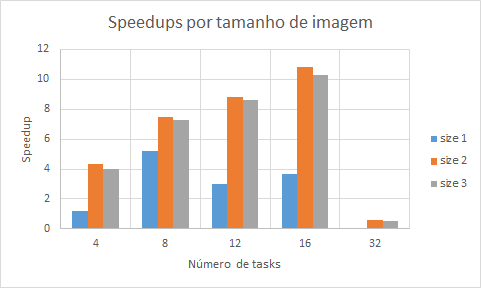 Speedups por tamanho de imagem
12
10
8
6
4
2
0
Speedup
4 8 12 16 32
Número de tasks
size 1
size 2
size 3